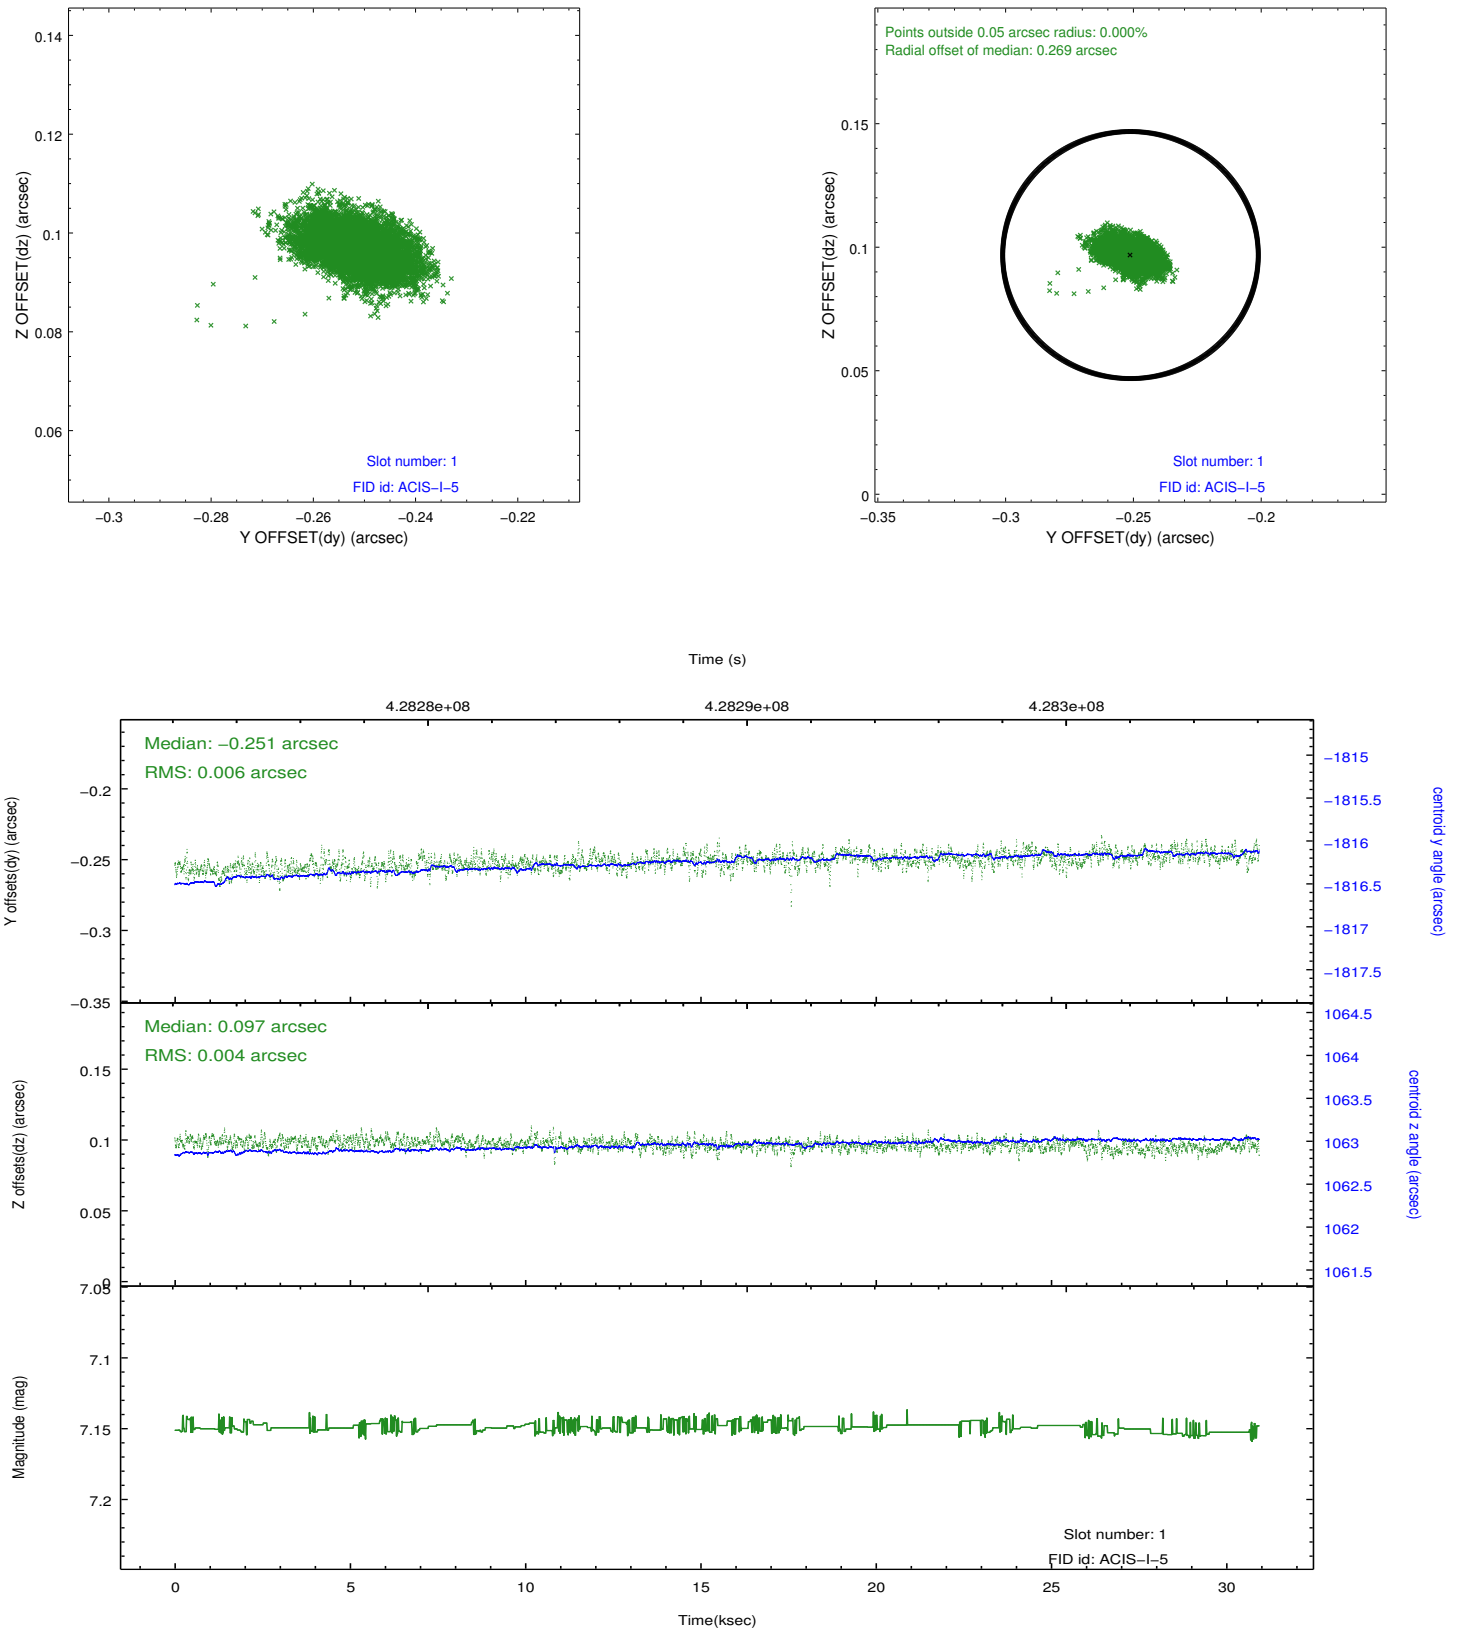 0.14
0.12
0.1
0.08
0.06
Z OFFSET(dz) (arcsec)
Slot number: 1
FID id: ACIS−I−5
−0.3
−0.28
−0.26
−0.24
−0.22
Y OFFSET(dy) (arcsec)
Points outside 0.05 arcsec radius: 0.000%
Radial offset of median: 0.269 arcsec
0.15
0.1
0.05
0
Z OFFSET(dz) (arcsec)
Slot number: 1
FID id: ACIS−I−5
−0.35
−0.3
−0.25
−0.2
Y OFFSET(dy) (arcsec)
Time (s)
4.2828e+08
4.2829e+08
4.283e+08
Median: −0.251 arcsec
RMS: 0.006 arcsec
−0.2
−0.25
−0.3
−0.35
Y offsets(dy) (arcsec)
−1815
−1815.5
−1816
−1816.5
−1817
−1817.5
centroid y angle (arcsec)
Median: 0.097 arcsec
RMS: 0.004 arcsec
0.15
0.1
0.05
0
Z offsets(dz) (arcsec)
1064.5
1064
1063.5
1063
1062.5
1062
1061.5
centroid z angle (arcsec)
7.05
7.1
7.15
7.2
Magnitude (mag)
Slot number: 1
FID id: ACIS−I−5
0
5
10
15
20
25
30
Time(ksec)